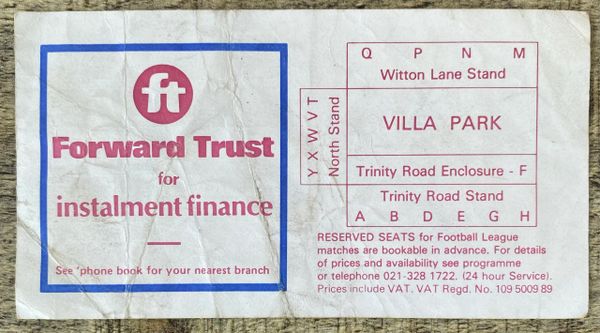 ft
Forward Trust
for
instalment finance
See 'phone book for your nearest branch
Q P N M
Witton Lane Stand
Y X W V T
North Stand
VILLA PARK
Trinity Road Enclosure - F
Trinity Road Stand
A B D E G H
RESERVED SEATS for Football League
matches are bookable in advance. For details
of prices and availability see programme
or telephone 021-328 1722. (24 hour Service).
Prices include VAT. VAT Regd. No. 109 5009 89